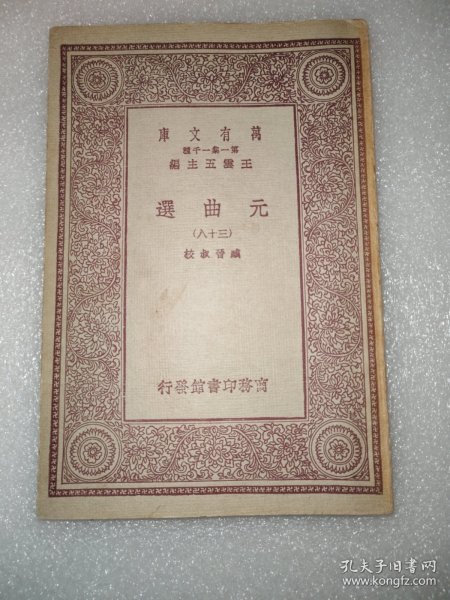 萬有文庫
第一集一千種
王雲五主編
元曲選
（三十八）
臧晉叔校
商務印書館發行
孔夫子旧书网
www.kongfz.com